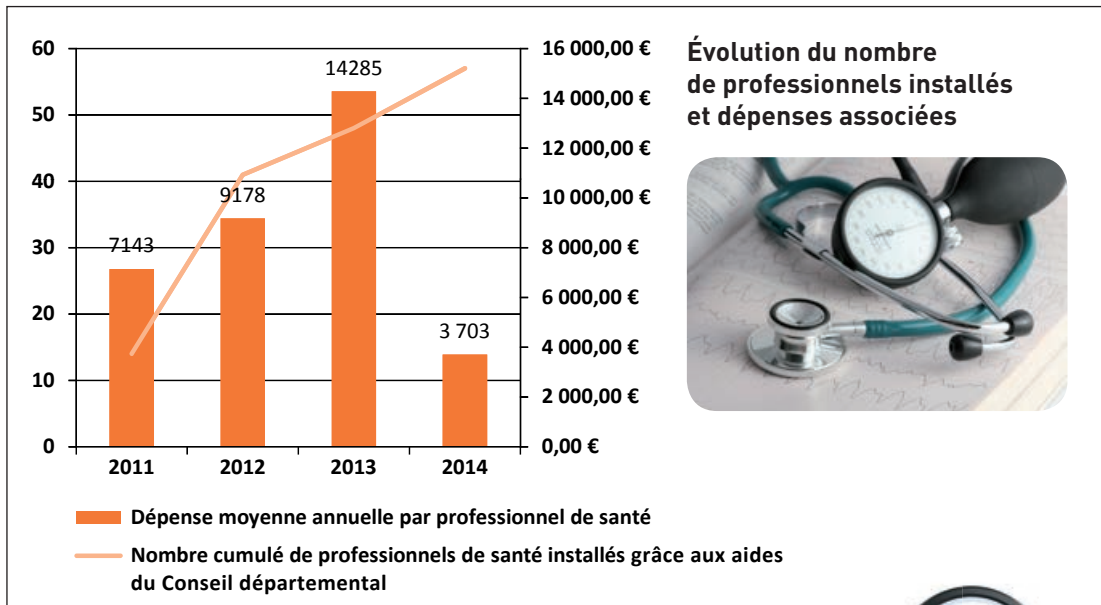 Évolution du nombre
de professionnels installés
et dépenses associées
60
50
40
30
20
10
0
16 000,00 €
14 000,00 €
12 000,00 €
10 000,00 €
8 000,00 €
6 000,00 €
4 000,00 €
2 000,00 €
0,00 €
7143
9178
14285
3 703
2011
2012
2013
2014
Dépense moyenne annuelle par professionnel de santé
Nombre cumulé de professionnels de santé installés grâce aux aides
du Conseil départemental